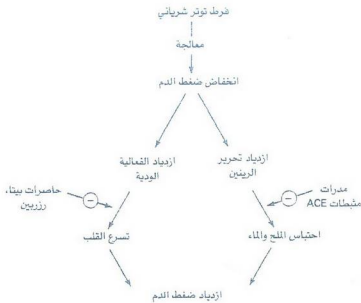 فرط توتر شرياني
معالجة
انخفاض ضغط الدم
ازدياد تحرير
الرينين
ازدياد الفعالية
الودية
مدرات
مثبطات ACE
حاصرات بيتا،
رزربين
احتباس الملح والماء
تسرع القلب
ازدياد ضغط الدم